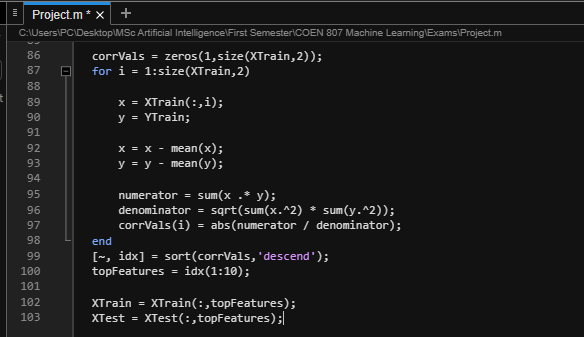 Project.m * × +
C:\Users\PC\Desktop\MSc Artificial Intelligence\First Semester\COEN 807 Machine Learning\Exams\Project.m
86 corrVals = zeros(1,size(XTrain,2));
87 for i = 1:size(XTrain,2)
88
89 x = XTrain(:,i);
90 y = YTrain;
91
92 x = x - mean(x);
93 y = y - mean(y);
94
95 numerator = sum(x .* y);
96 denominator = sqrt(sum(x.^2) * sum(y.^2));
97 corrVals(i) = abs(numerator / denominator);
98 end
99 [~, idx] = sort(corrVals,'descend');
100 topFeatures = idx(1:10);
101
102 XTrain = XTrain(:,topFeatures);
103 XTest = XTest(:,topFeatures);